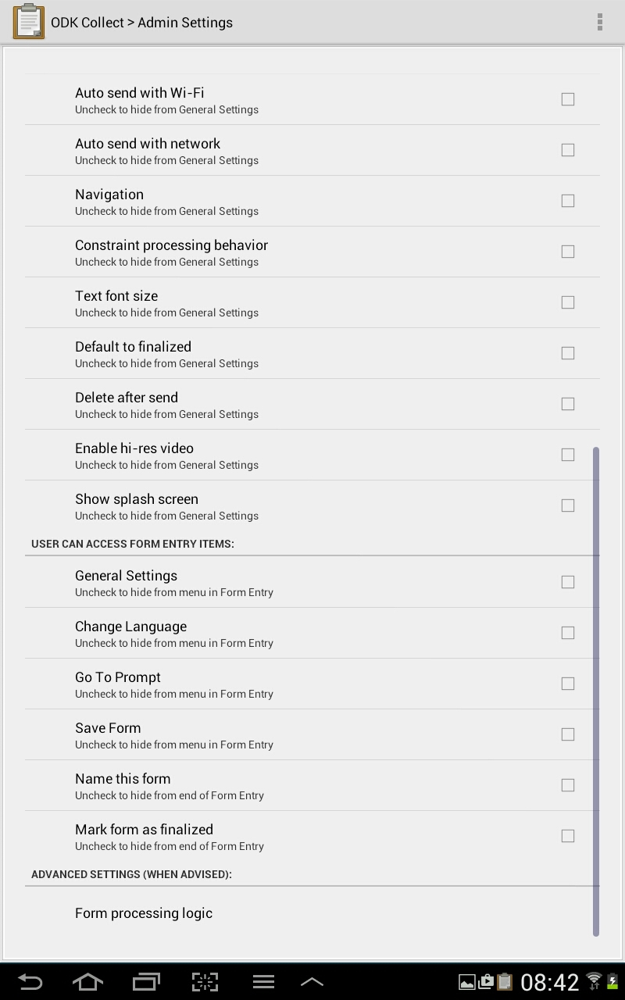 ODK Collect > Admin Settings
Auto send with Wi-Fi
Uncheck to hide from General Settings
Auto send with network
Uncheck to hide from General Settings
Navigation
Uncheck to hide from General Settings
Constraint processing behavior
Uncheck to hide from General Settings
Text font size
Uncheck to hide from General Settings
Default to finalized
Uncheck to hide from General Settings
Delete after send
Uncheck to hide from General Settings
Enable hi-res video
Uncheck to hide from General Settings
Show splash screen
Uncheck to hide from General Settings
USER CAN ACCESS FORM ENTRY ITEMS:
General Settings
Uncheck to hide from menu in Form Entry
Change Language
Uncheck to hide from menu in Form Entry
Go To Prompt
Uncheck to hide from menu in Form Entry
Save Form
Uncheck to hide from menu in Form Entry
Name this form
Uncheck to hide from end of Form Entry
Mark form as finalized
Uncheck to hide from end of Form Entry
ADVANCED SETTINGS (WHEN ADVISED):
Form processing logic
08:42